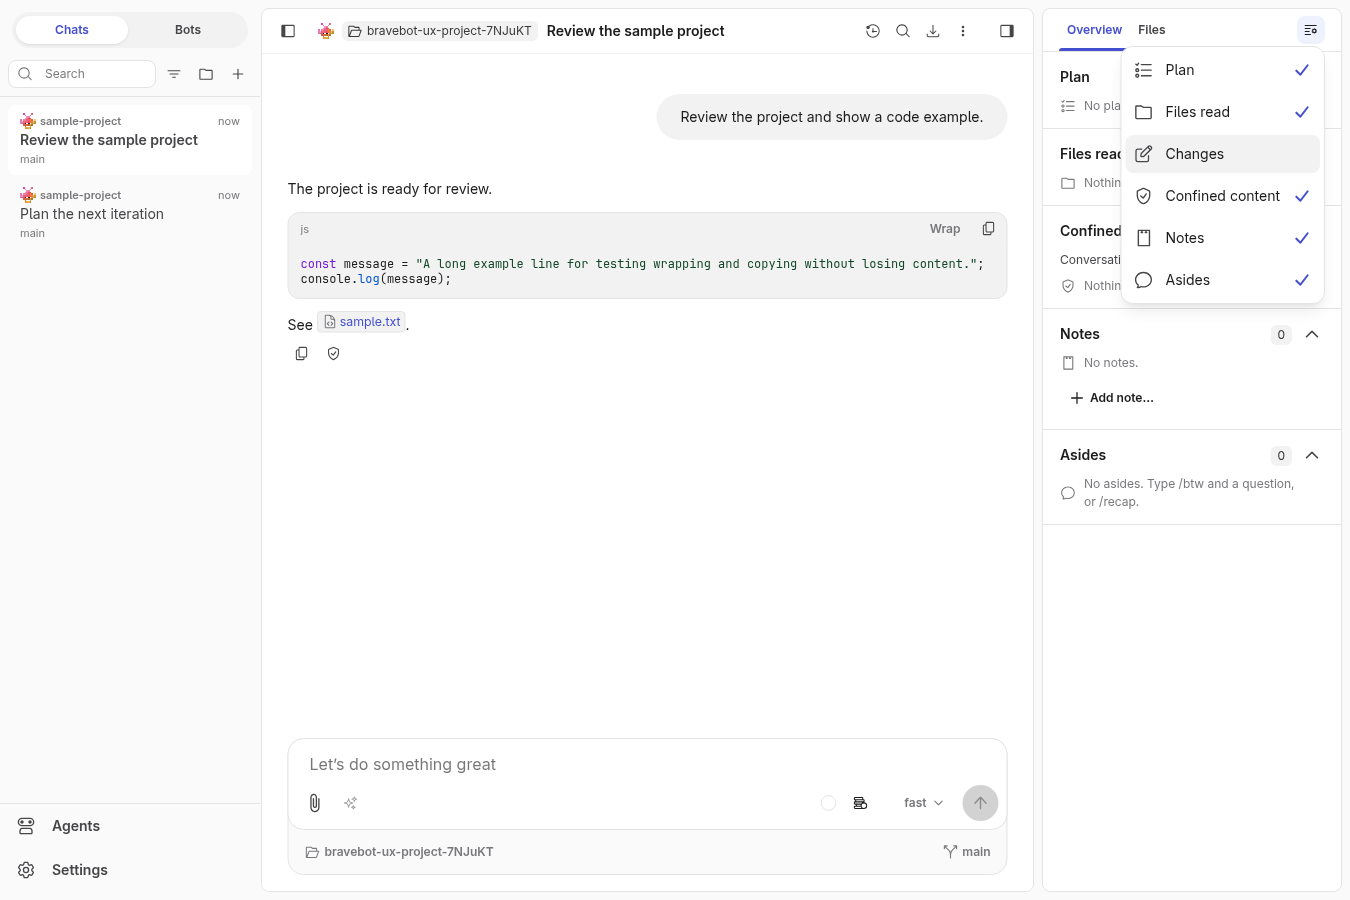 Chats
Bots
Search
sample-project
now
Review the sample project
main
sample-project
now
Plan the next iteration
main
Agents
Settings
bravebot-ux-project-7NJuKT
Review the sample project
Review the project and show a code example.
The project is ready for review.
js
Wrap
const message = "A long example line for testing wrapping and copying without losing content.";
console.log(message);
See sample.txt.
Let's do something great
fast
bravebot-ux-project-7NJuKT
main
Overview
Files
Plan
No pla
Files read
Nothin
Confined
Conversati
Nothin
Plan
Files read
Changes
Confined content
Notes
Asides
Notes
0
No notes.
Add note...
Asides
0
No asides. Type /btw and a question,
or /recap.